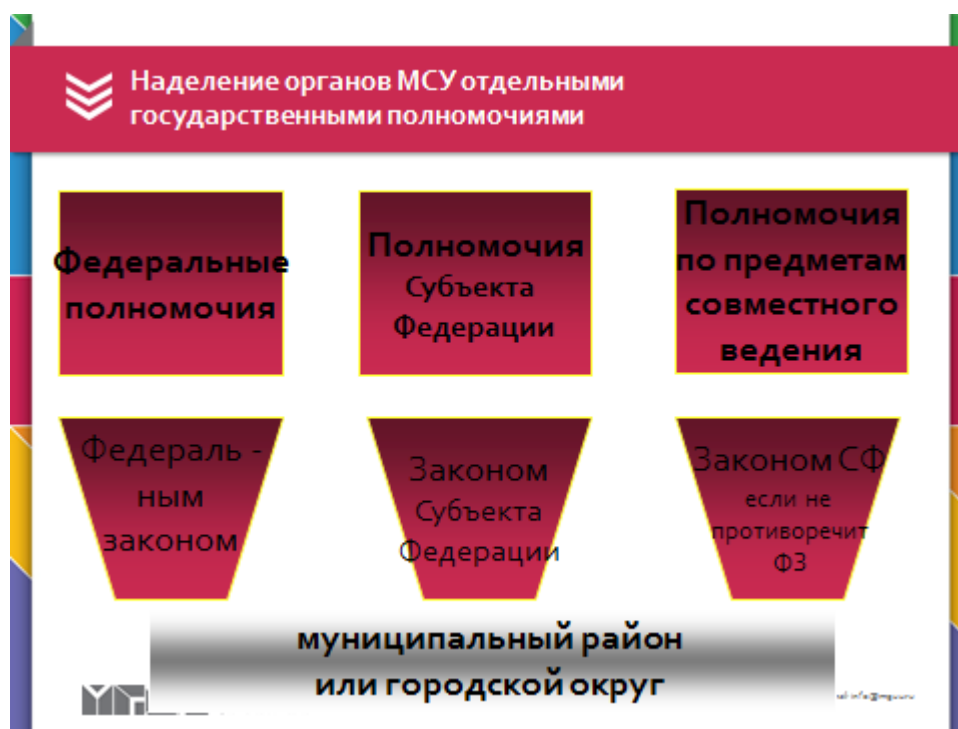 Наделение органов МСУ отдельными
государственными полномочиями
Федеральные
полномочия
Полномочия
Субъекта
Федерации
Полномочия
по предметам
совместного
ведения
Федераль -
ным
законом
Законом
Субъекта
Федерации
Законом СФ
если не
противоречит
ФЗ
муниципальный район
или городской округ